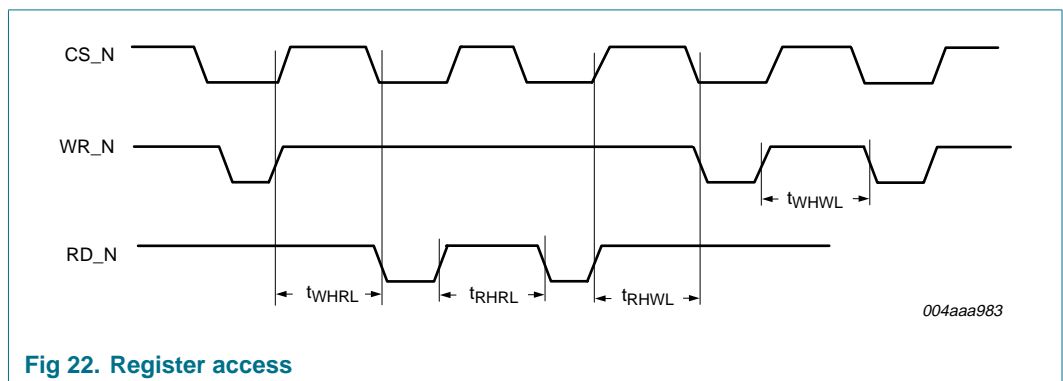 CS_N
WR_N
tWHWL
RD_N
tWHRL
tRHRL
tRHWL
004aaa983
Fig 22. Register access